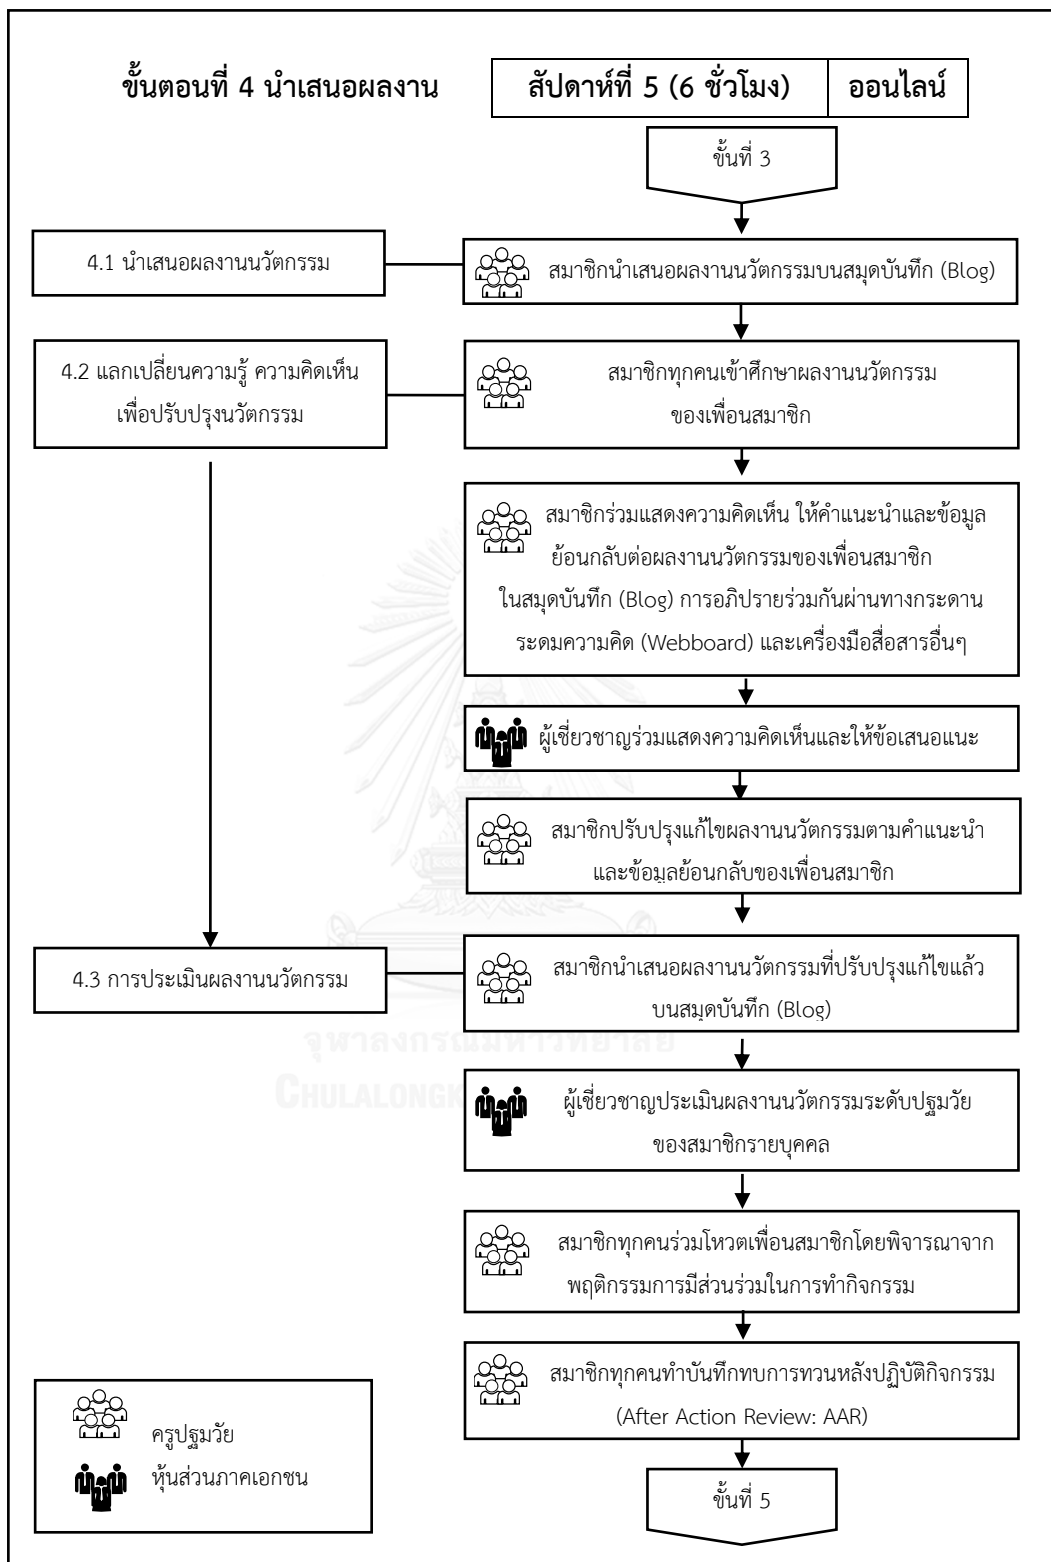 ขั้นตอนที่ 4 นำเสนอผลงาน
สัปดาห์ที่ 5 (6 ชั่วโมง)
ออนไลน์
ขั้นที่ 3
4.1 นำเสนอผลงานนวัตกรรม
สมาชิกนำเสนอผลงานนวัตกรรมบนสมุดบันทึก (Blog)
4.2 แลกเปลี่ยนความรู้ ความคิดเห็น
เพื่อปรับปรุงนวัตกรรม
สมาชิกทุกคนเข้าศึกษาผลงานนวัตกรรม
ของเพื่อนสมาชิก
สมาชิกร่วมแสดงความคิดเห็น ให้คำแนะนำและข้อมูล
ย้อนกลับต่อผลงานนวัตกรรมของเพื่อนสมาชิก
ในสมุดบันทึก (Blog) การอภิปรายร่วมกันผ่านทางกระดาน
ระดมความคิด (Webboard) และเครื่องมือสื่อสารอื่นๆ
ผู้เชี่ยวชาญร่วมแสดงความคิดเห็นและให้ข้อเสนอแนะ
สมาชิกปรับปรุงแก้ไขผลงานนวัตกรรมตามคำแนะนำ
และข้อมูลย้อนกลับของเพื่อนสมาชิก
4.3 การประเมินผลงานนวัตกรรม
สมาชิกนำเสนอผลงานนวัตกรรมที่ปรับปรุงแก้ไขแล้ว
บนสมุดบันทึก (Blog)
จุฬาลงกรณ์มหาวิทยาลัย
CHULALONGK
ผู้เชี่ยวชาญประเมินผลงานนวัตกรรมระดับปฐมวัย
ของสมาชิกรายบุคคล
สมาชิกทุกคนร่วมโหวตเพื่อนสมาชิกโดยพิจารณาจาก
พฤติกรรมการมีส่วนร่วมในการทำกิจกรรม
สมาชิกทุกคนทำบันทึกทบการทวนหลังปฏิบัติกิจกรรม
(After Action Review: AAR)
ครูปฐมวัย
หุ้นส่วนภาคเอกชน
ขั้นที่ 5